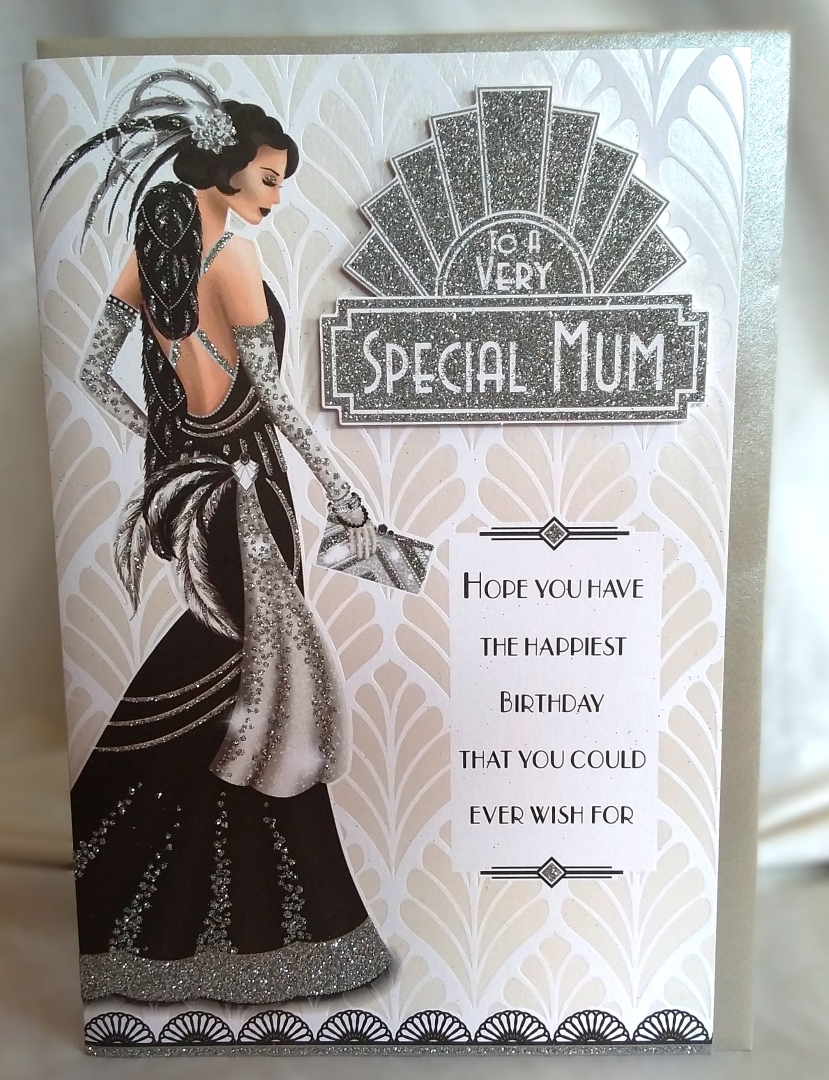 TO A
VERY
SPECIAL MUM
HOPE YOU HAVE
THE HAPPIEST
BIRTHDAY
THAT YOU COULD
EVER WISH FOR